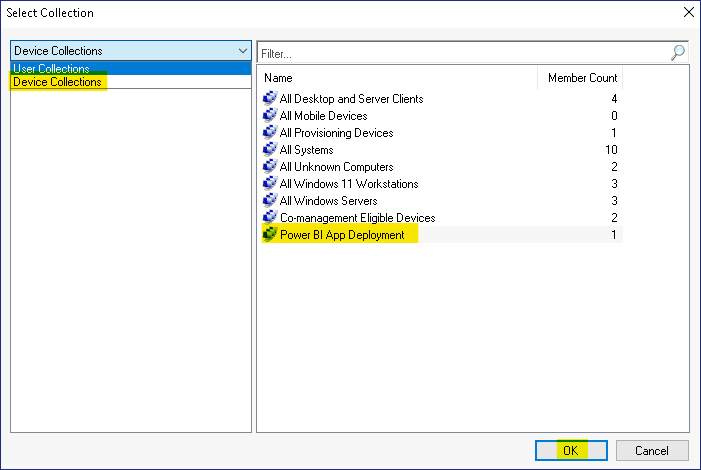 Select Collection
Device Collections
User Collections
Device Collections
Filter...
Name Member Count
All Desktop and Server Clients 4
All Mobile Devices 0
All Provisioning Devices 1
All Systems 10
All Unknown Computers 2
All Windows 11 Workstations 3
All Windows Servers 3
Co-management Eligible Devices 2
Power BI App Deployment 1
OK Cancel